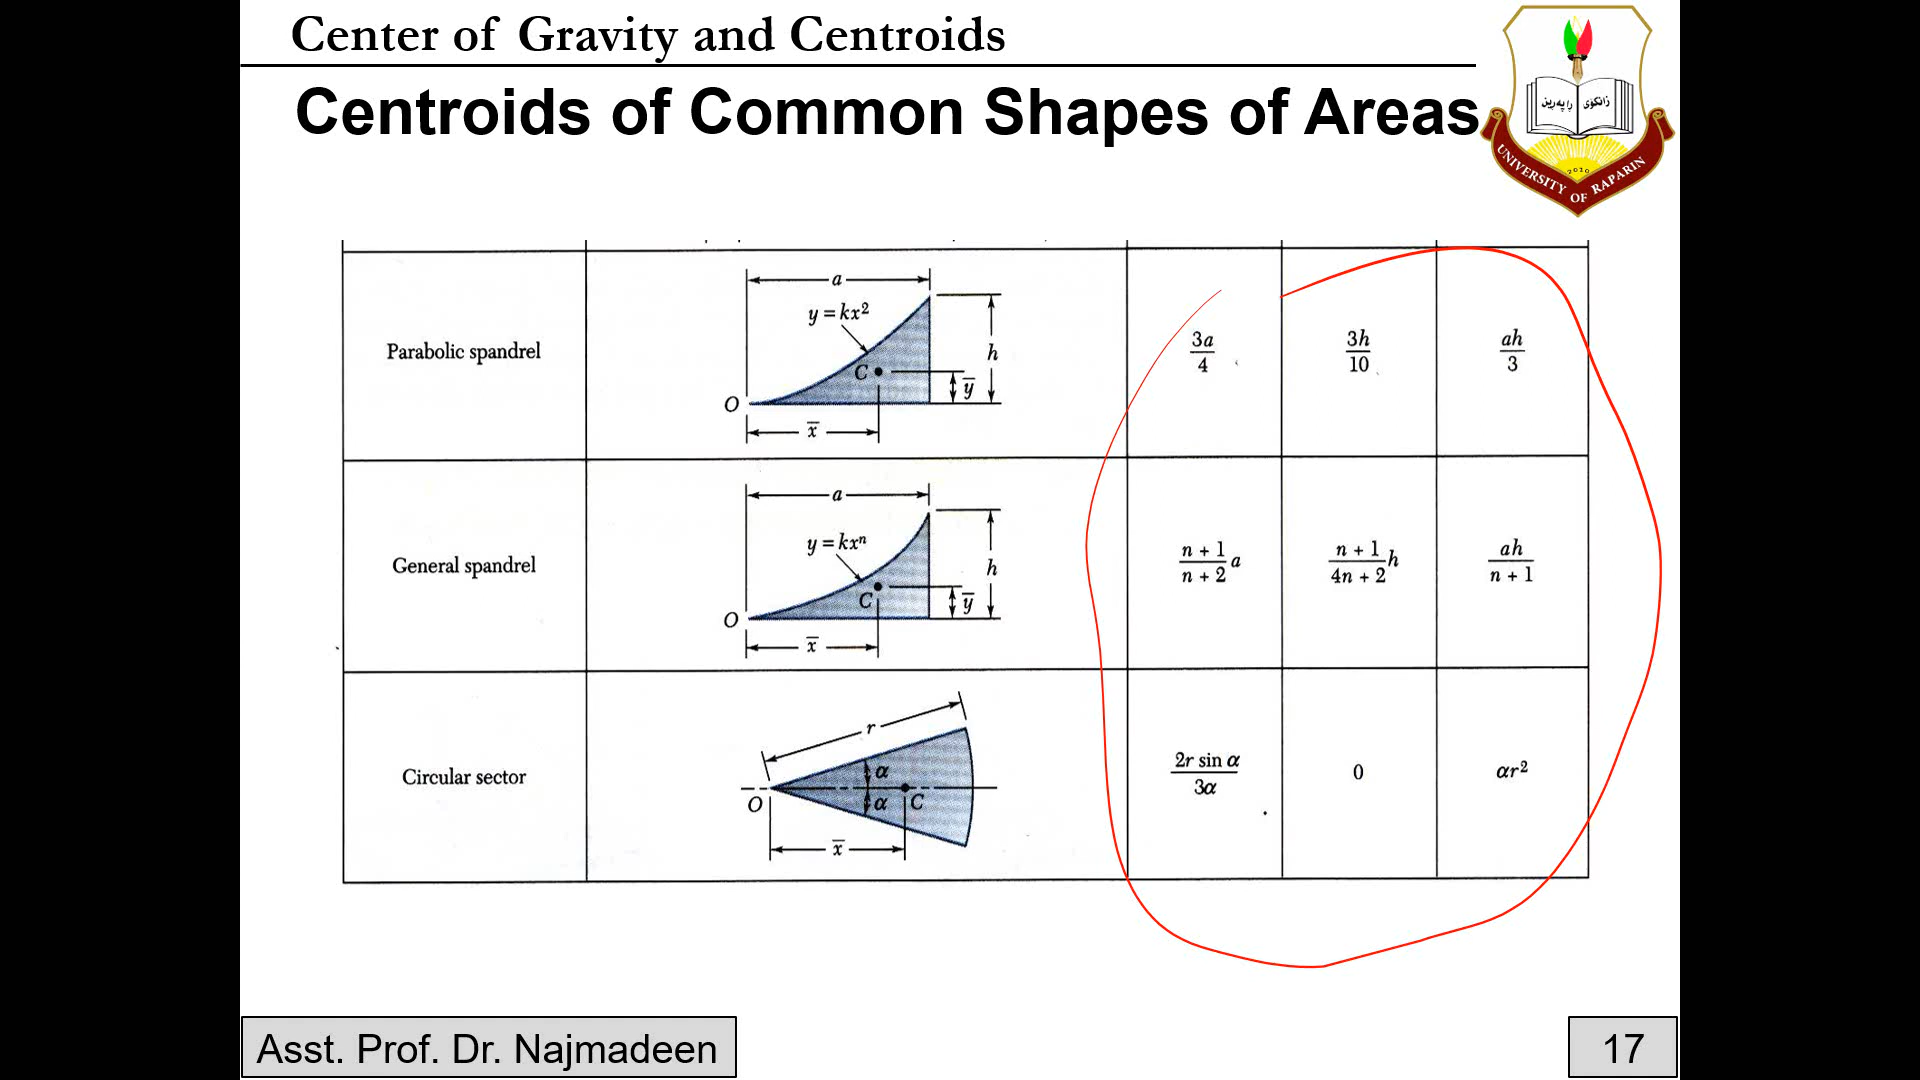 Center of Gravity and Centroids
Centroids of Common Shapes of Areas
زانکۆی ڕاپەڕین
2010
UNIVERSITY OF RAPARIN
Parabolic spandrel
a
y = kx²
h
C
y̅
O
x̅
3a/4
3h/10
ah/3
General spandrel
a
y = kxⁿ
h
C
y̅
O
x̅
n + 1/n + 2 a
n + 1/4n + 2 h
ah/n + 1
Circular sector
r
α
α
O
C
x̅
2r sin α/3α
0
αr²
Asst. Prof. Dr. Najmadeen
17